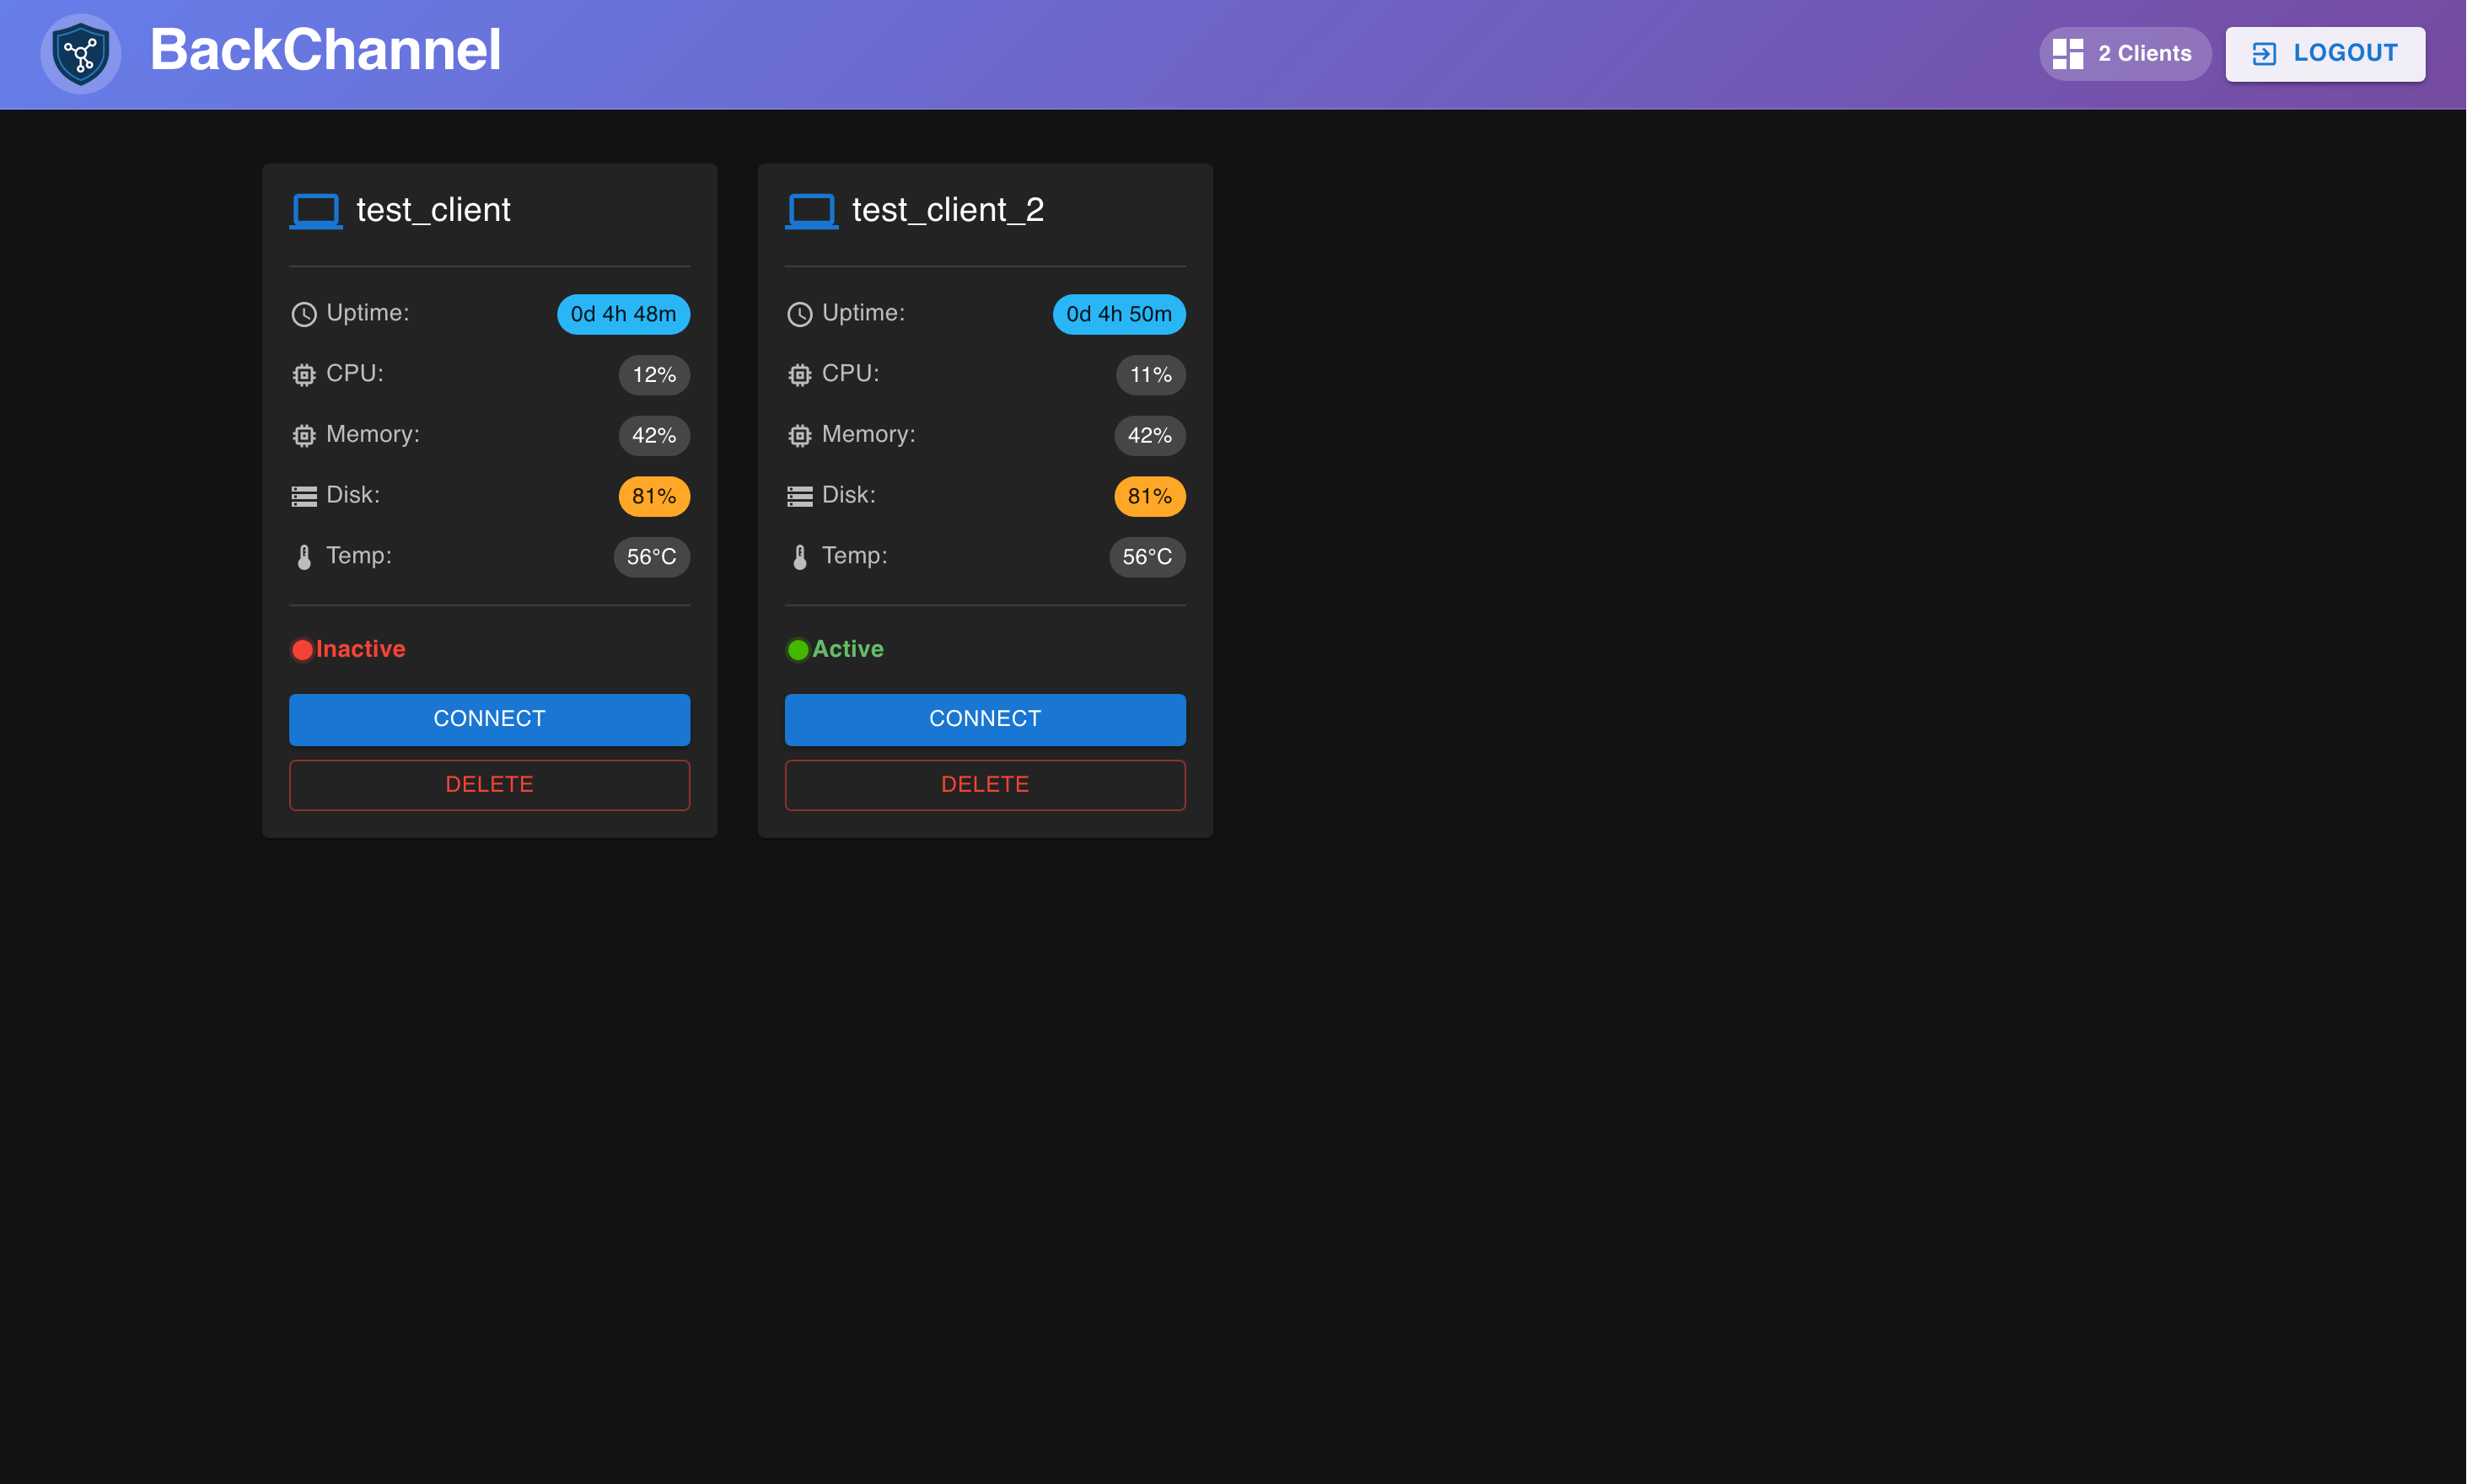 BackChannel
2 Clients
LOGOUT
test_client
Uptime: 0d 4h 48m
CPU: 12%
Memory: 42%
Disk: 81%
Temp: 56°C
Inactive
CONNECT
DELETE
test_client_2
Uptime: 0d 4h 50m
CPU: 11%
Memory: 42%
Disk: 81%
Temp: 56°C
Active
CONNECT
DELETE